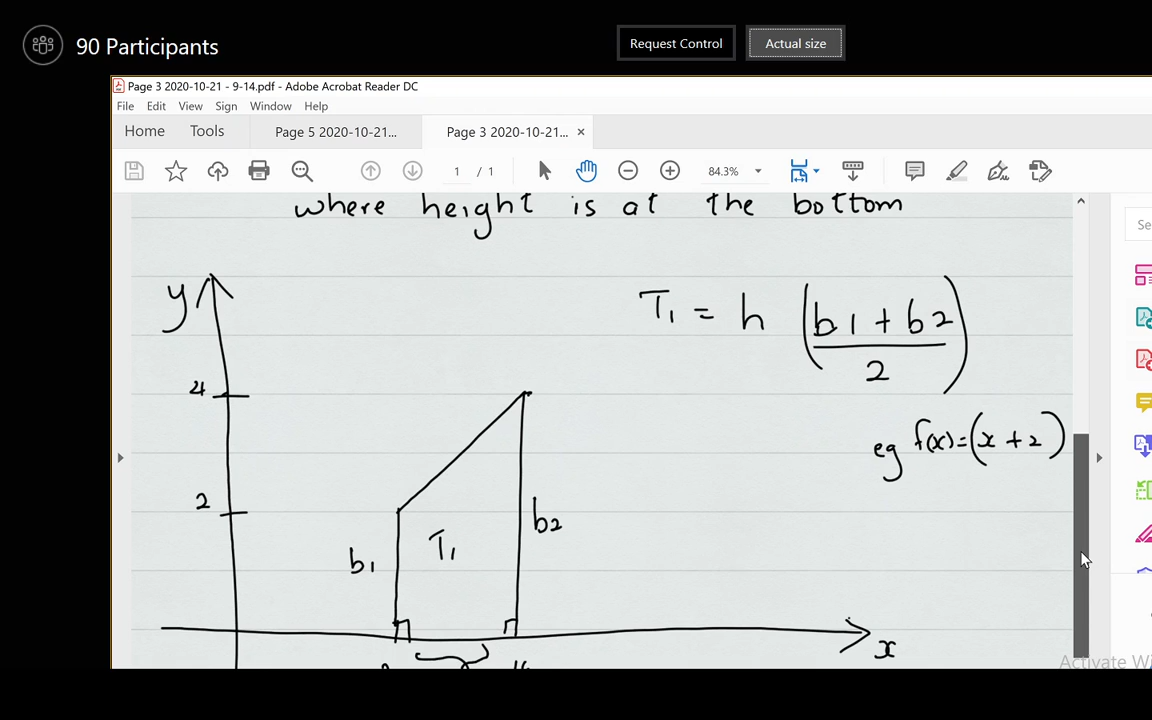 90 Participants
Request Control
Actual size
Page 3 2020-10-21 - 9-14.pdf - Adobe Acrobat Reader DC
File Edit View Sign Window Help
Home Tools Page 5 2020-10-21... Page 3 2020-10-21... ×
1 / 1 84.3%
where height is at the bottom
Se
y
T₁ = h (b1 + b2 / 2)
4
eg f(x)=(x+2)
2
b₂
T₁
b₁
x
Activate Wi